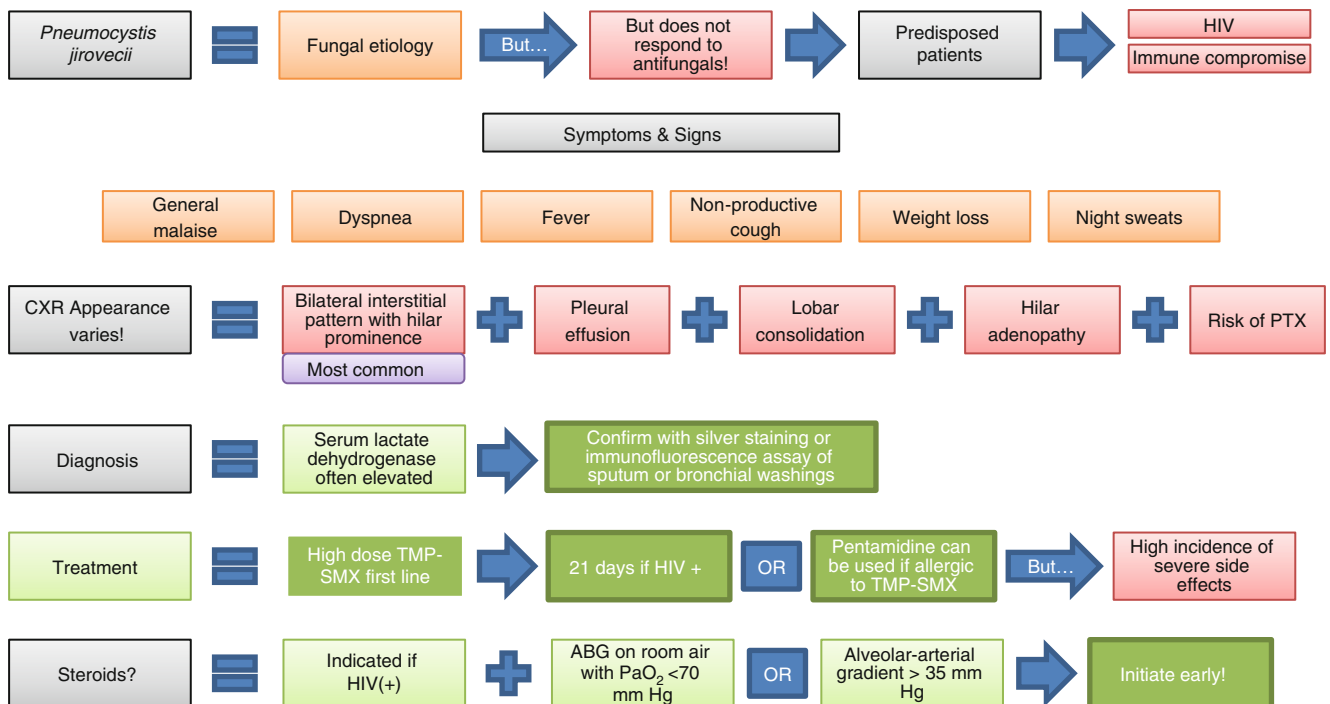 Pneumocystis
jirovecii
Fungal etiology
But...
But does not
respond to
antifungals!
Predisposed
patients
HIV
Immune compromise
Symptoms & Signs
General
malaise
Dyspnea
Fever
Non-productive
cough
Weight loss
Night sweats
CXR Appearance
varies!
Bilateral interstitial
pattern with hilar
prominence
Most common
Pleural
effusion
Lobar
consolidation
Hilar
adenopathy
Risk of PTX
Diagnosis
Serum lactate
dehydrogenase
often elevated
Confirm with silver staining or
immunofluorescence assay of
sputum or bronchial washings
Treatment
High dose TMP-
SMX first line
21 days if HIV +
OR
Pentamidine can
be used if allergic
to TMP-SMX
But...
High incidence of
severe side
effects
Steroids?
Indicated if
HIV(+)
ABG on room air
with PaO₂ <70
mm Hg
OR
Alveolar-arterial
gradient > 35 mm
Hg
Initiate early!